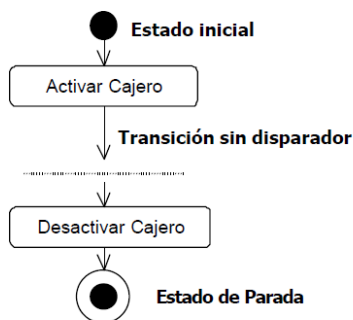 Estado inicial
Activar Cajero
Transición sin disparador
Desactivar Cajero
Estado de Parada